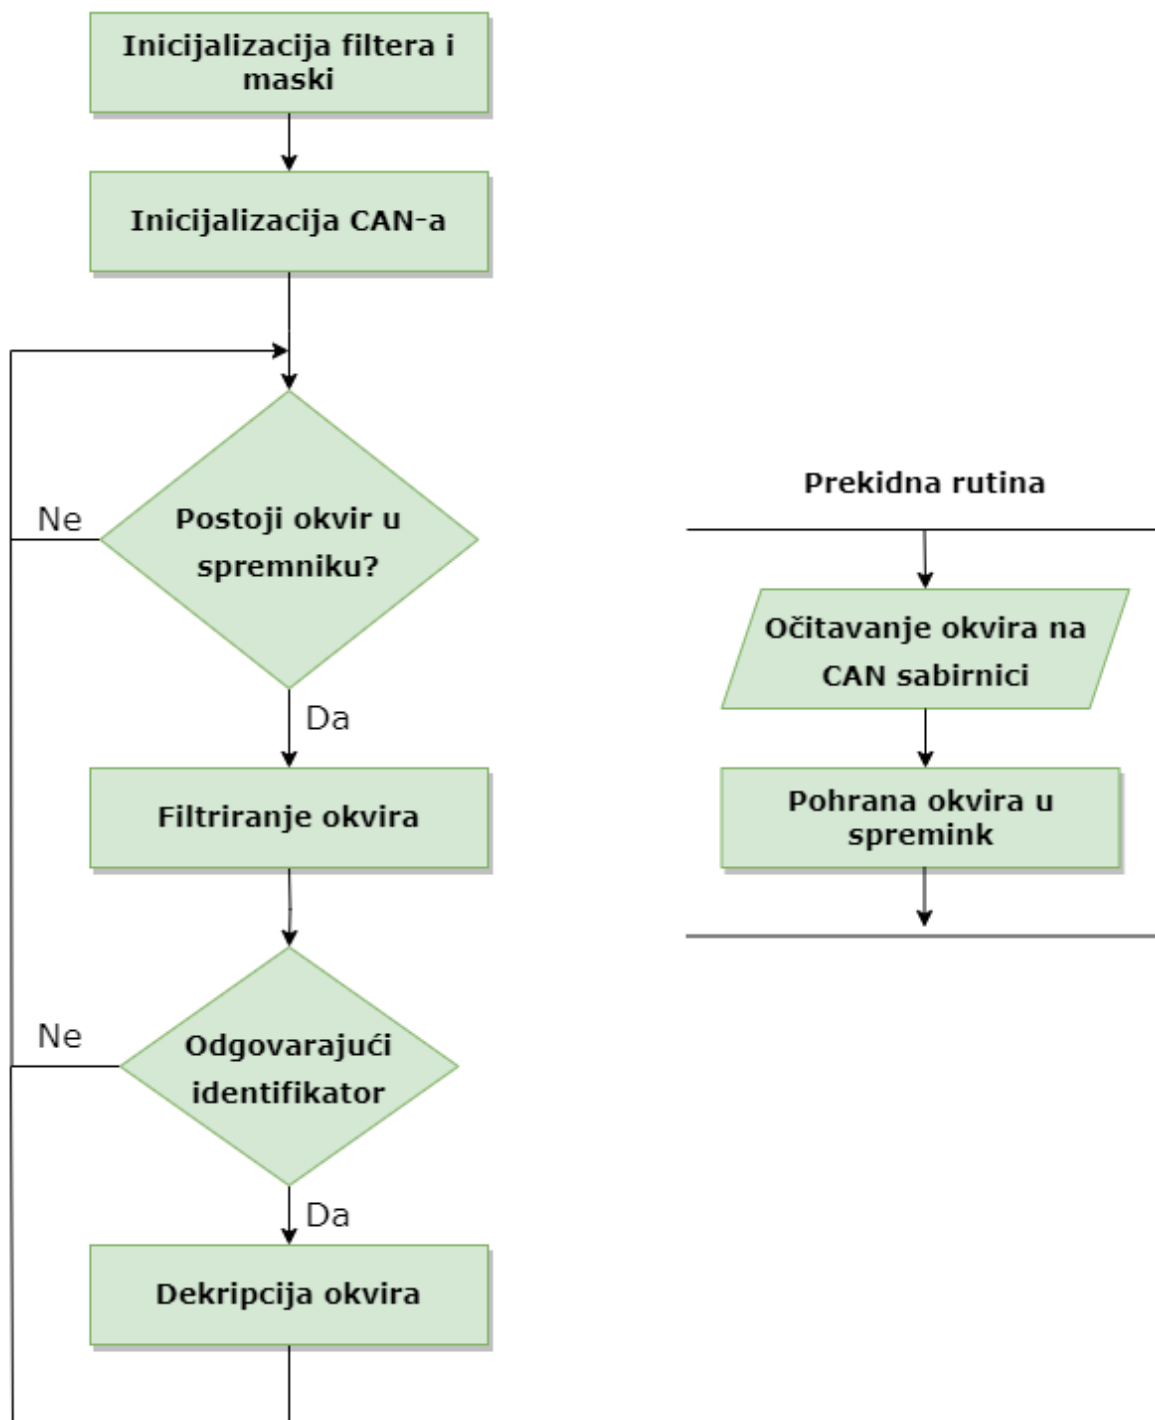 Inicijalizacija filtera i
maski
Inicijalizacija CAN-a
Ne
Postoji okvir u
spremniku?
Da
Filtriranje okvira
Ne
Odgovarajući
identifikator
Da
Dekripcija okvira
Prekidna rutina
Očitavanje okvira na
CAN sabirnici
Pohrana okvira u
spremink